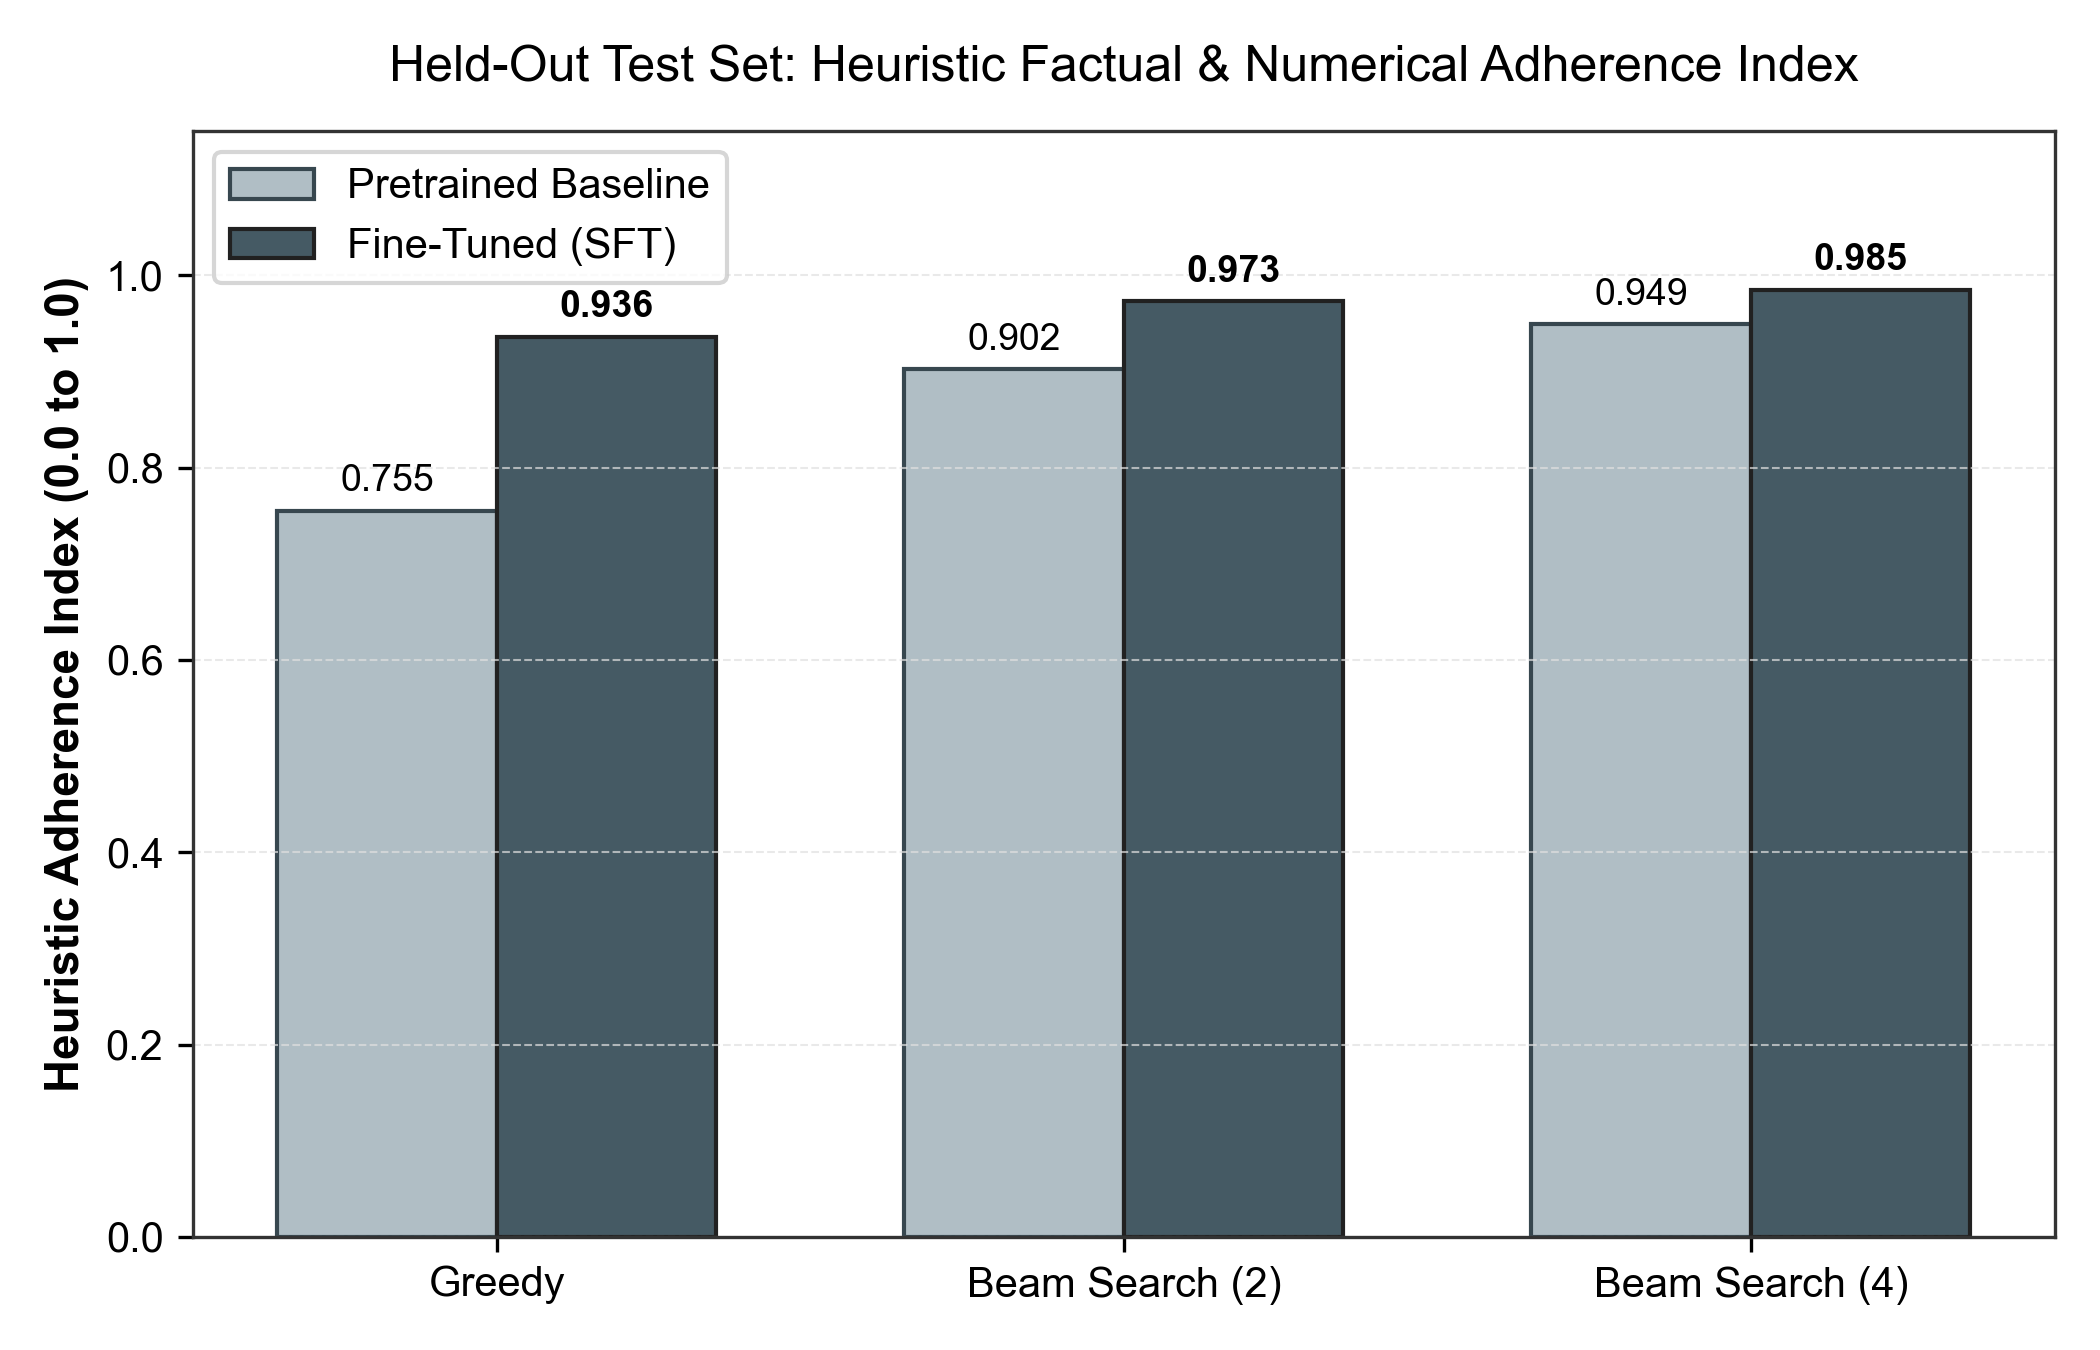 Held-Out Test Set: Heuristic Factual & Numerical Adherence Index
Heuristic Adherence Index (0.0 to 1.0)
Pretrained Baseline
Fine-Tuned (SFT)
1.0
0.8
0.6
0.4
0.2
0.0
0.755
0.936
0.902
0.973
0.949
0.985
Greedy
Beam Search (2)
Beam Search (4)